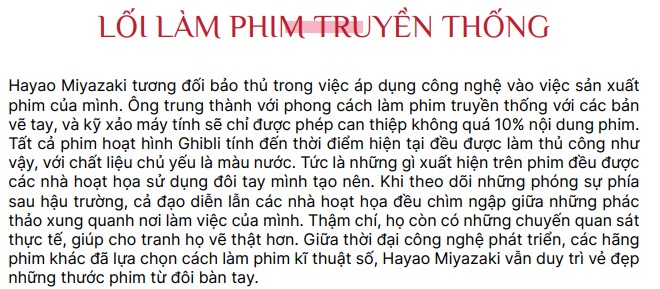 LỐI LÀM PHIM TRUYỀN THỐNG
Hayao Miyazaki tương đối bảo thủ trong việc áp dụng công nghệ vào việc sản xuất
phim của mình. Ông trung thành với phong cách làm phim truyền thống với các bản
vẽ tay, và kỹ xảo máy tính sẽ chỉ được phép can thiệp không quá 10% nội dung phim.
Tất cả phim hoạt hình Ghibli tính đến thời điểm hiện tại đều được làm thủ công như
vậy, với chất liệu chủ yếu là màu nước. Tức là những gì xuất hiện trên phim đều được
các nhà hoạt họa sử dụng đôi tay mình tạo nên. Khi theo dõi những phóng sự phía
sau hậu trường, cả đạo diễn lẫn các nhà hoạt họa đều chìm ngập giữa những phác
thảo xung quanh nơi làm việc của mình. Thậm chí, họ còn có những chuyến quan sát
thực tế, giúp cho tranh họ vẽ thật hơn. Giữa thời đại công nghệ phát triển, các hãng
phim khác đã lựa chọn cách làm phim kĩ thuật số, Hayao Miyazaki vẫn duy trì vẻ đẹp
những thước phim từ đôi bàn tay.